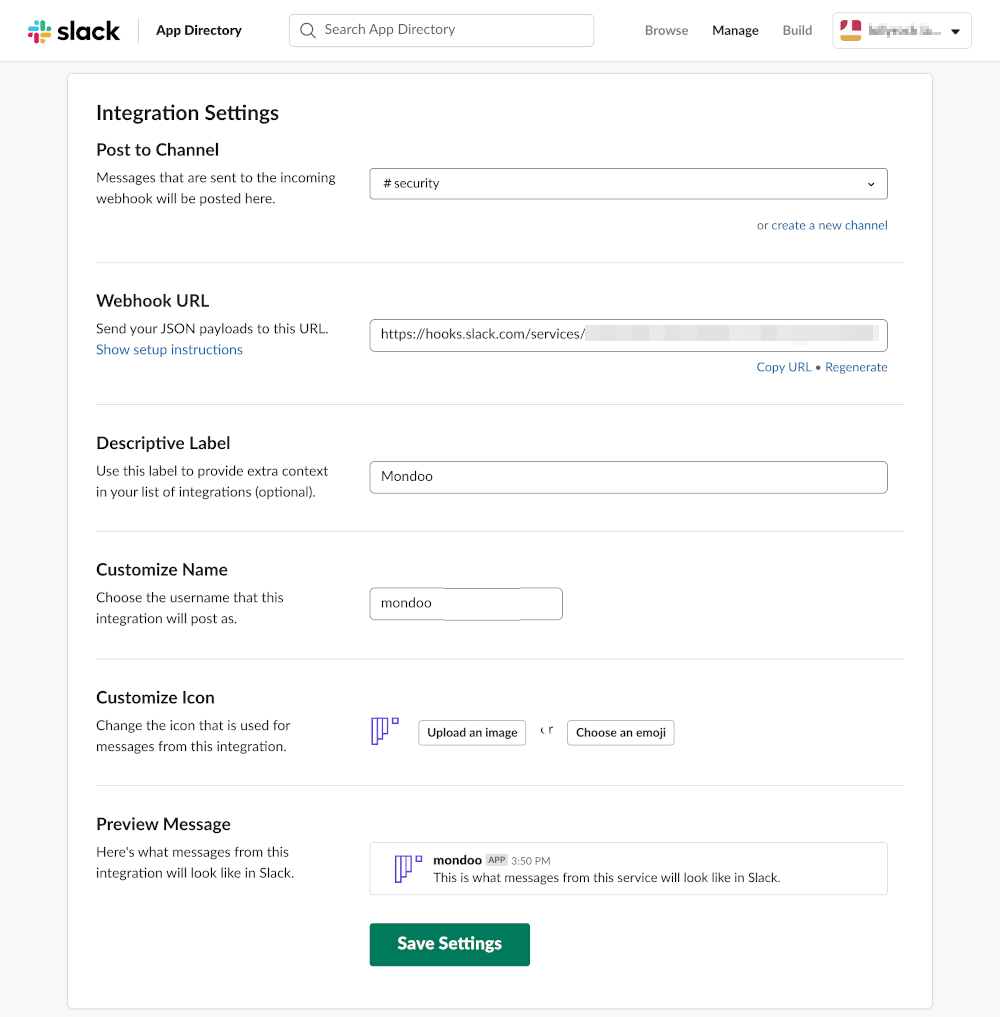 slack
App Directory
Search App Directory
Browse
Manage
Build
Integration Settings
Post to Channel
Messages that are sent to the incoming
webhook will be posted here.
# security
or create a new channel
Webhook URL
Send your JSON payloads to this URL.
Show setup instructions
https://hooks.slack.com/services/
Copy URL • Regenerate
Descriptive Label
Use this label to provide extra context
in your list of integrations (optional).
Mondoo
Customize Name
Choose the username that this
integration will post as.
mondoo
Customize Icon
Change the icon that is used for
messages from this integration.
Upload an image
Choose an emoji
Preview Message
Here's what messages from this
integration will look like in Slack.
mondoo APP 3:50 PM
This is what messages from this service will look like in Slack.
Save Settings